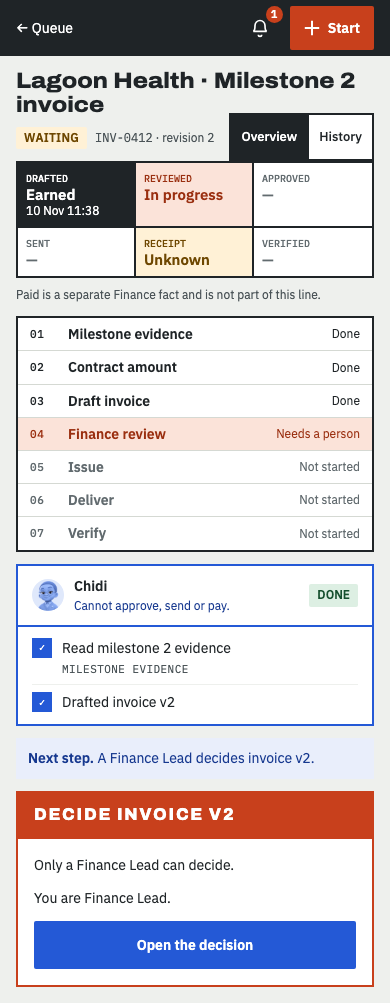 ← Queue
1
+ Start
Lagoon Health · Milestone 2
invoice
WAITING
INV-0412 · revision 2
Overview
History
DRAFTED
Earned
10 Nov 11:38
REVIEWED
In progress
APPROVED
—
SENT
—
RECEIPT
Unknown
VERIFIED
—
Paid is a separate Finance fact and is not part of this line.
01 Milestone evidence Done
02 Contract amount Done
03 Draft invoice Done
04 Finance review Needs a person
05 Issue Not started
06 Deliver Not started
07 Verify Not started
Chidi
Cannot approve, send or pay.
DONE
✓ Read milestone 2 evidence
MILESTONE EVIDENCE
✓ Drafted invoice v2
Next step. A Finance Lead decides invoice v2.
DECIDE INVOICE V2
Only a Finance Lead can decide.
You are Finance Lead.
Open the decision